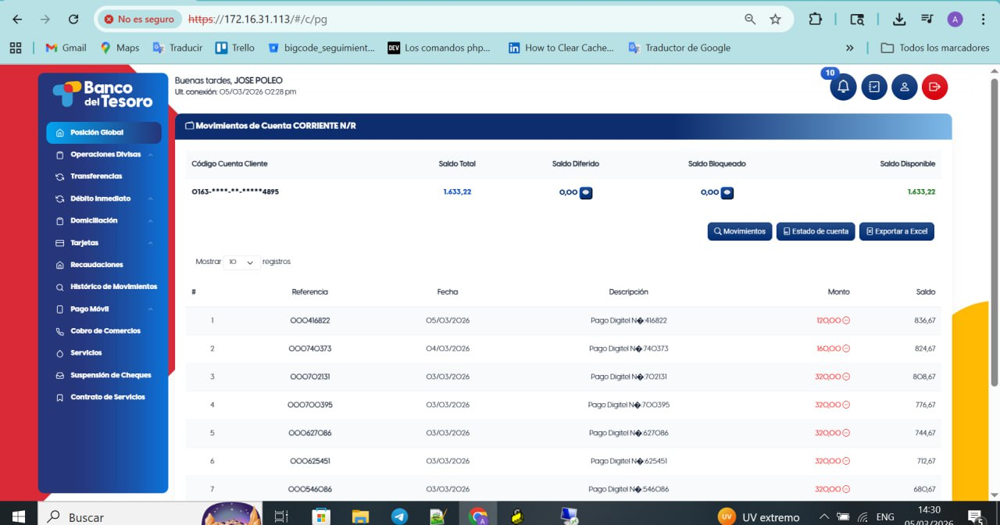 No es seguro https://172.16.31.113/#/c/pg A
Gmail Maps Traducir Trello bigcode_seguimient... DEV Los comandos php... How to Clear Cache... Traductor de Google » Todos los marcadores
Banco del Tesoro
Buenas tardes, JOSE POLEO
Ult. conexión: 05/03/2026 02:28 pm
10
Posición Global
Operaciones Divisas
Transferencias
Débito Inmediato
Domiciliación
Tarjetas
Recaudaciones
Histórico de Movimientos
Pago Móvil
Cobro de Comercios
Servicios
Suspensión de Cheques
Contrato de Servicios
Movimientos de Cuenta CORRIENTE N/R
Código Cuenta Cliente Saldo Total Saldo Diferido Saldo Bloqueado Saldo Disponible
0163-****-**-*****4895 1.633,22 0,00 0,00 1.633,22
Movimientos Estado de cuenta Exportar a Excel
Mostrar 10 registros
# Referencia Fecha Descripción Monto Saldo
1 000416822 05/03/2026 Pago Digitel N�:416822 120,00 836,67
2 000740373 04/03/2026 Pago Digitel N�:740373 160,00 824,67
3 000702131 03/03/2026 Pago Digitel N�:702131 320,00 808,67
4 000700395 03/03/2026 Pago Digitel N�:700395 320,00 776,67
5 000627086 03/03/2026 Pago Digitel N�:627086 320,00 744,67
6 000625451 03/03/2026 Pago Digitel N�:625451 320,00 712,67
7 000546086 03/03/2026 Pago Digitel N�:546086 320,00 680,67
Buscar UV UV extremo ENG 14:30
05/03/2026 5